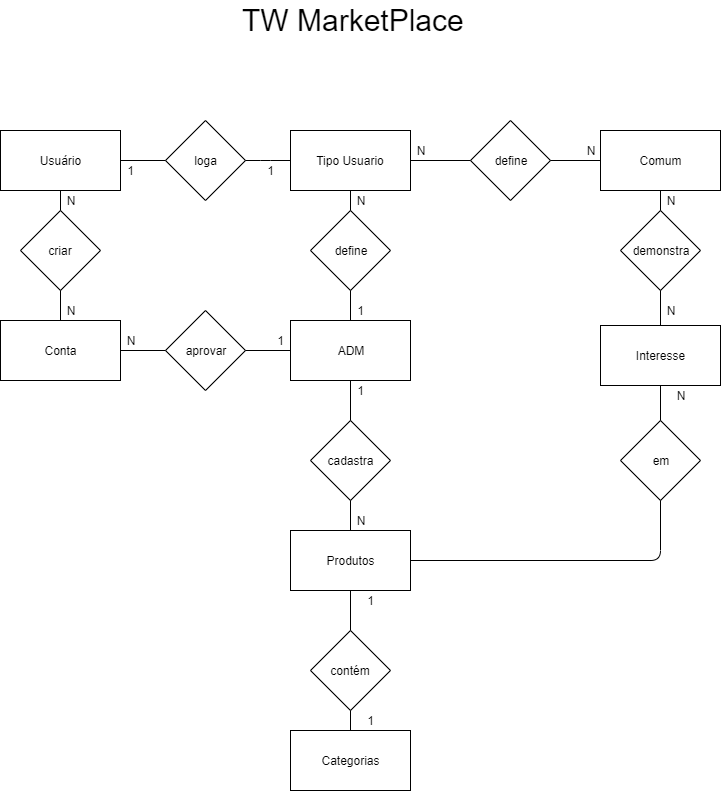 TW MarketPlace
Usuário
1
loga
1
Tipo Usuario
N
define
N
Comum
N
criar
N
N
define
1
N
demonstra
N
Conta
N
aprovar
1
ADM
Interesse
1
cadastra
N
N
em
Produtos
1
contém
1
Categorias